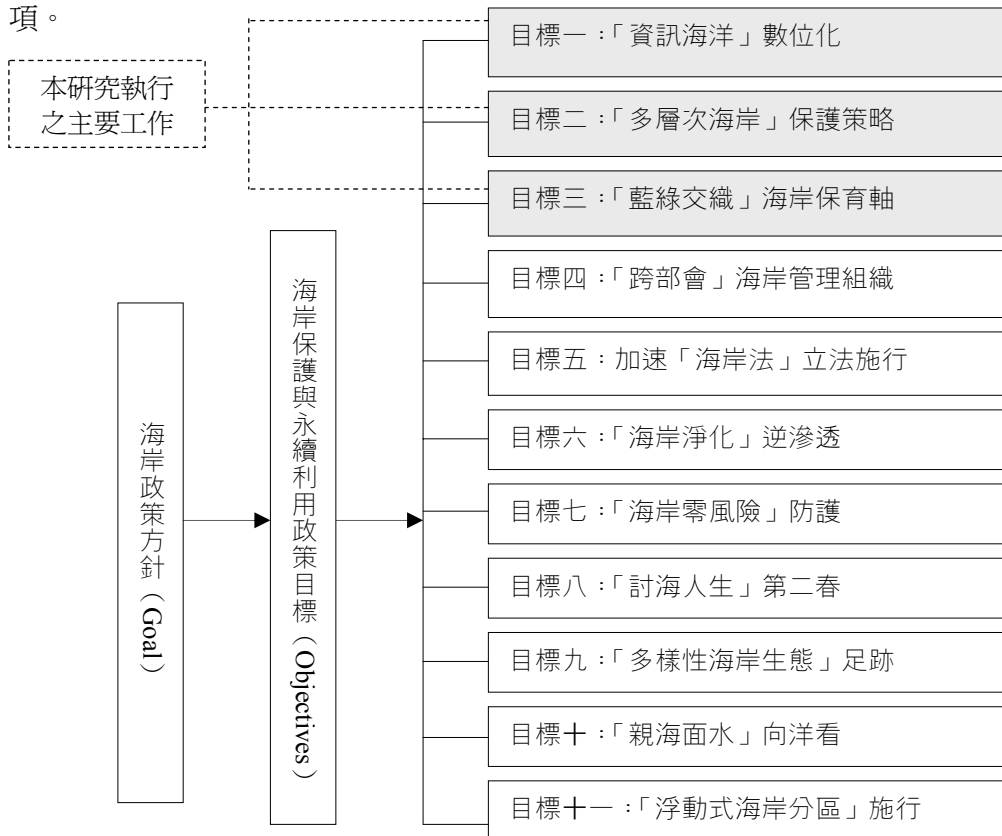 項。
本研究執行
之主要工作
目標一：「資訊海洋」數位化
目標二：「多層次海岸」保護策略
目標三：「藍綠交織」海岸保育軸
目標四：「跨部會」海岸管理組織
目標五：加速「海岸法」立法施行
目標六：「海岸淨化」逆滲透
目標七：「海岸零風險」防護
目標八：「討海人生」第二春
目標九：「多樣性海岸生態」足跡
目標十：「親海面水」向洋看
目標十一：「浮動式海岸分區」施行
海岸政策方針（Goal）
海岸保護與永續利用政策目標（Objectives）